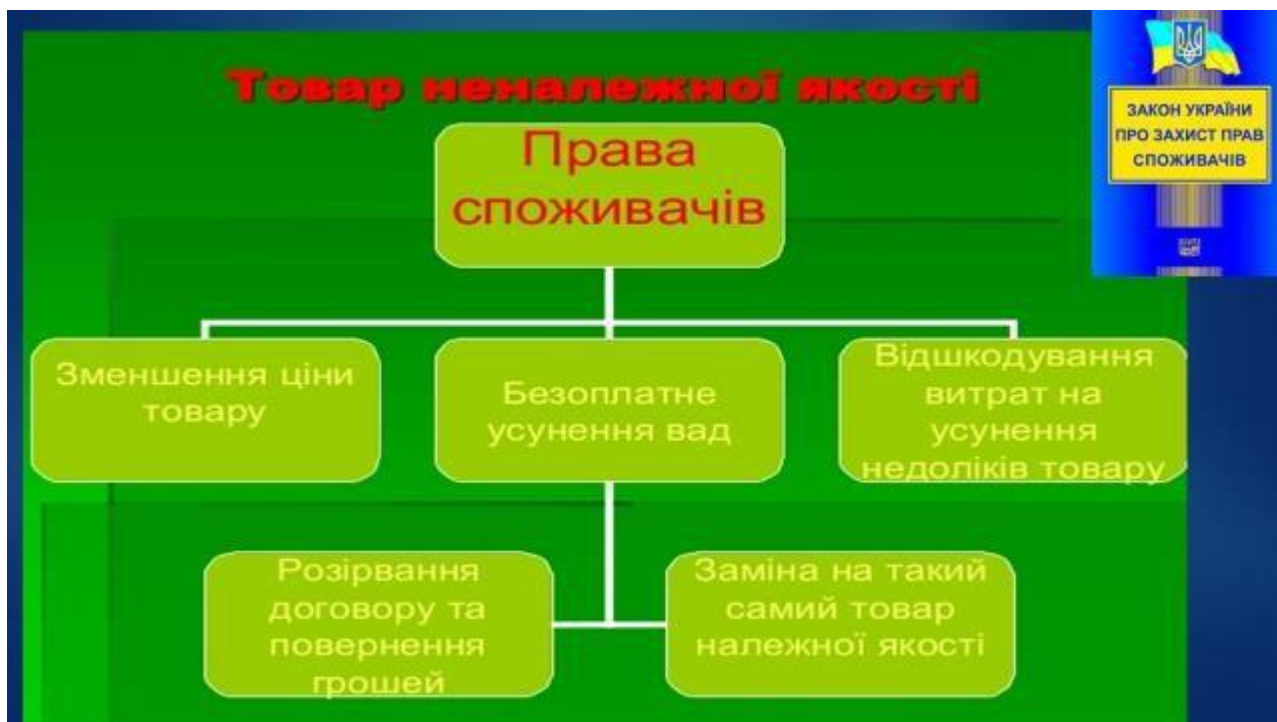 Товар неналежної якості
ЗАКОН УКРАЇНИ
ПРО ЗАХИСТ ПРАВ
СПОЖИВАЧІВ
Права
споживачів
Зменшення ціни
товару
Безоплатне
усунення вад
Відшкодування
витрат на
усунення
недоліків товару
Розірвання
договору та
повернення
грошей
Заміна на такий
самий товар
належної якості